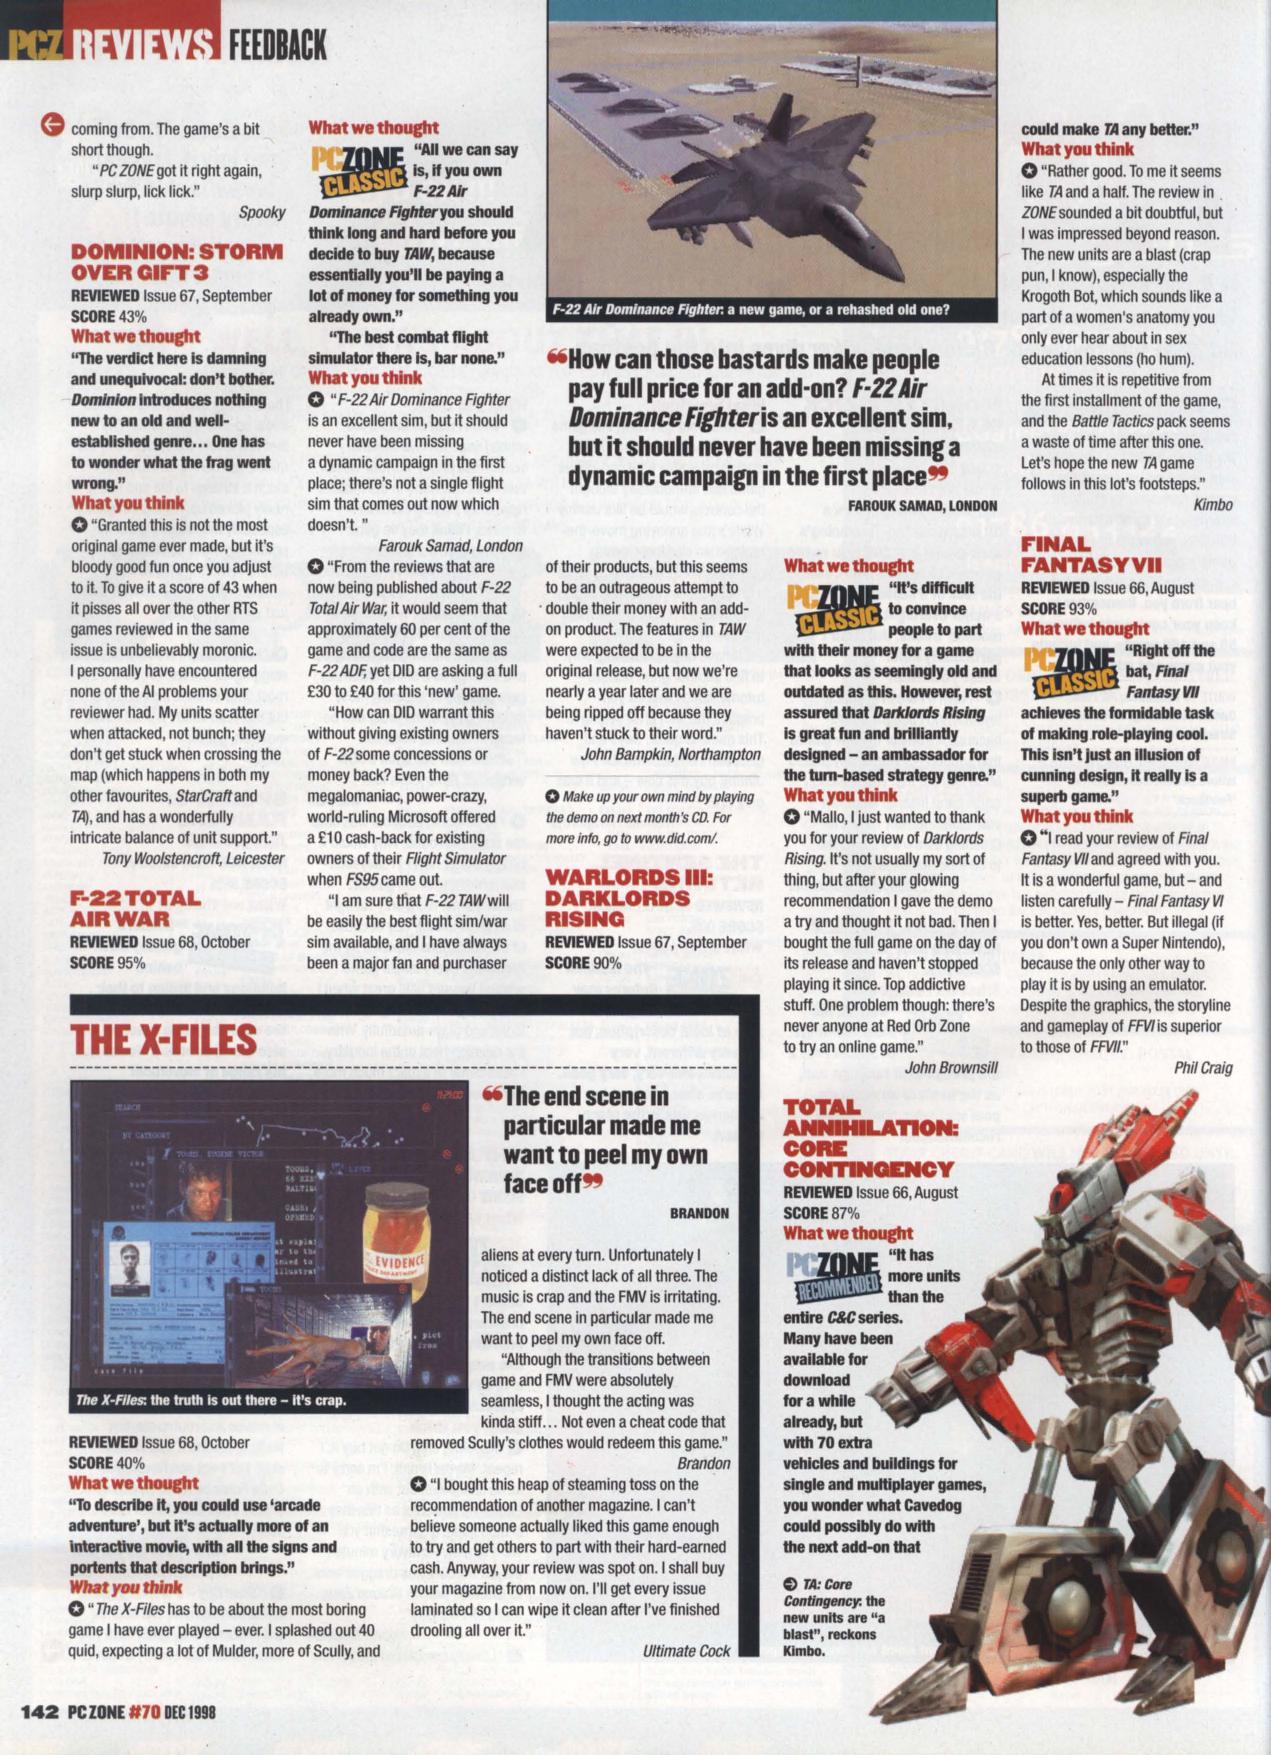 PCZ REVIEWS FEEDBACK
coming from. The game's a bit
short though.
"PC ZONE got it right again,
slurp slurp, lick lick."
Spooky
DOMINION: STORM
OVER GIFT 3
REVIEWED Issue 67, September
SCORE 43%
What we thought
"The verdict here is damning
and unequivocal: don't bother.
Dominion introduces nothing
new to an old and well-
established genre... One has
to wonder what the frag went
wrong."
What you think
"Granted this is not the most
original game ever made, but it's
bloody good fun once you adjust
to it. To give it a score of 43 when
it pisses all over the other RTS
games reviewed in the same
issue is unbelievably moronic.
I personally have encountered
none of the AI problems your
reviewer had. My units scatter
when attacked, not bunch; they
don't get stuck when crossing the
map (which happens in both my
other favourites, StarCraft and
TA), and has a wonderfully
intricate balance of unit support."
Tony Woolstencroft, Leicester
F-22 TOTAL
AIR WAR
REVIEWED Issue 68, October
SCORE 95%
What we thought
PCZONE CLASSIC
"All we can say
is, if you own
F-22 Air
Dominance Fighter you should
think long and hard before you
decide to buy TAW, because
essentially you'll be paying a
lot of money for something you
already own."
"The best combat flight
simulator there is, bar none."
What you think
"F-22 Air Dominance Fighter
is an excellent sim, but it should
never have been missing
a dynamic campaign in the first
place; there's not a single flight
sim that comes out now which
doesn't. "
Farouk Samad, London
"From the reviews that are
now being published about F-22
Total Air War, it would seem that
approximately 60 per cent of the
game and code are the same as
F-22 ADF, yet DID are asking a full
£30 to £40 for this 'new' game.
"How can DID warrant this
without giving existing owners
of F-22 some concessions or
money back? Even the
megalomaniac, power-crazy,
world-ruling Microsoft offered
a £10 cash-back for existing
owners of their Flight Simulator
when FS95 came out.
"I am sure that F-22 TAW will
be easily the best flight sim/war
sim available, and I have always
been a major fan and purchaser
F-22 Air Dominance Fighter: a new game, or a rehashed old one?
"How can those bastards make people
pay full price for an add-on? F-22 Air
Dominance Fighter is an excellent sim,
but it should never have been missing a
dynamic campaign in the first place"
FAROUK SAMAD, LONDON
of their products, but this seems
to be an outrageous attempt to
double their money with an add-
on product. The features in TAW
were expected to be in the
original release, but now we're
nearly a year later and we are
being ripped off because they
haven't stuck to their word."
John Bampkin, Northampton
Make up your own mind by playing
the demo on next month's CD. For
more info, go to www.did.com/.
WARLORDS III:
DARKLORDS
RISING
REVIEWED Issue 67, September
SCORE 90%
What we thought
PCZONE CLASSIC
"It's difficult
to convince
people to part
with their money for a game
that looks as seemingly old and
outdated as this. However, rest
assured that Darklords Rising
is great fun and brilliantly
designed – an ambassador for
the turn-based strategy genre."
What you think
"Mallo, I just wanted to thank
you for your review of Darklords
Rising. It's not usually my sort of
thing, but after your glowing
recommendation I gave the demo
a try and thought it not bad. Then I
bought the full game on the day of
its release and haven't stopped
playing it since. Top addictive
stuff. One problem though: there's
never anyone at Red Orb Zone
to try an online game."
John Brownsill
TOTAL
ANNIHILATION:
CORE
CONTINGENCY
REVIEWED Issue 66, August
SCORE 87%
What we thought
PCZONE RECOMMENDED
"It has
more units
than the
entire C&C series.
Many have been
available for
download
for a while
already, but
with 70 extra
vehicles and buildings for
single and multiplayer games,
you wonder what Cavedog
could possibly do with
the next add-on that
TA: Core
Contingency: the
new units are "a
blast", reckons
Kimbo.
could make TA any better."
What you think
"Rather good. To me it seems
like TA and a half. The review in
ZONE sounded a bit doubtful, but
I was impressed beyond reason.
The new units are a blast (crap
pun, I know), especially the
Krogoth Bot, which sounds like a
part of a women's anatomy you
only ever hear about in sex
education lessons (ho hum).
At times it is repetitive from
the first installment of the game,
and the Battle Tactics pack seems
a waste of time after this one.
Let's hope the new TA game
follows in this lot's footsteps."
Kimbo
FINAL
FANTASY VII
REVIEWED Issue 66, August
SCORE 93%
What we thought
PCZONE CLASSIC
"Right off the
bat, Final
Fantasy VII
achieves the formidable task
of making role-playing cool.
This isn't just an illusion of
cunning design, it really is a
superb game."
What you think
"I read your review of Final
Fantasy VII and agreed with you.
It is a wonderful game, but – and
listen carefully – Final Fantasy VI
is better. Yes, better. But illegal (if
you don't own a Super Nintendo),
because the only other way to
play it is by using an emulator.
Despite the graphics, the storyline
and gameplay of FFVI is superior
to those of FFVII."
Phil Craig
THE X-FILES
SEARCH
BY CATEGORY
TOOMS, EUGENE VICTOR
EVIDENCE
The X-Files: the truth is out there – it's crap.
"The end scene in
particular made me
want to peel my own
face off"
BRANDON
REVIEWED Issue 68, October
SCORE 40%
What we thought
"To describe it, you could use 'arcade
adventure', but it's actually more of an
interactive movie, with all the signs and
portents that description brings."
What you think
"The X-Files has to be about the most boring
game I have ever played – ever. I splashed out 40
quid, expecting a lot of Mulder, more of Scully, and
aliens at every turn. Unfortunately I
noticed a distinct lack of all three. The
music is crap and the FMV is irritating.
The end scene in particular made me
want to peel my own face off.
"Although the transitions between
game and FMV were absolutely
seamless, I thought the acting was
kinda stiff... Not even a cheat code that
removed Scully's clothes would redeem this game."
Brandon
"I bought this heap of steaming toss on the
recommendation of another magazine. I can't
believe someone actually liked this game enough
to try and get others to part with their hard-earned
cash. Anyway, your review was spot on. I shall buy
your magazine from now on. I'll get every issue
laminated so I can wipe it clean after I've finished
drooling all over it."
Ultimate Cock
142 PC ZONE #70 DEC 1998